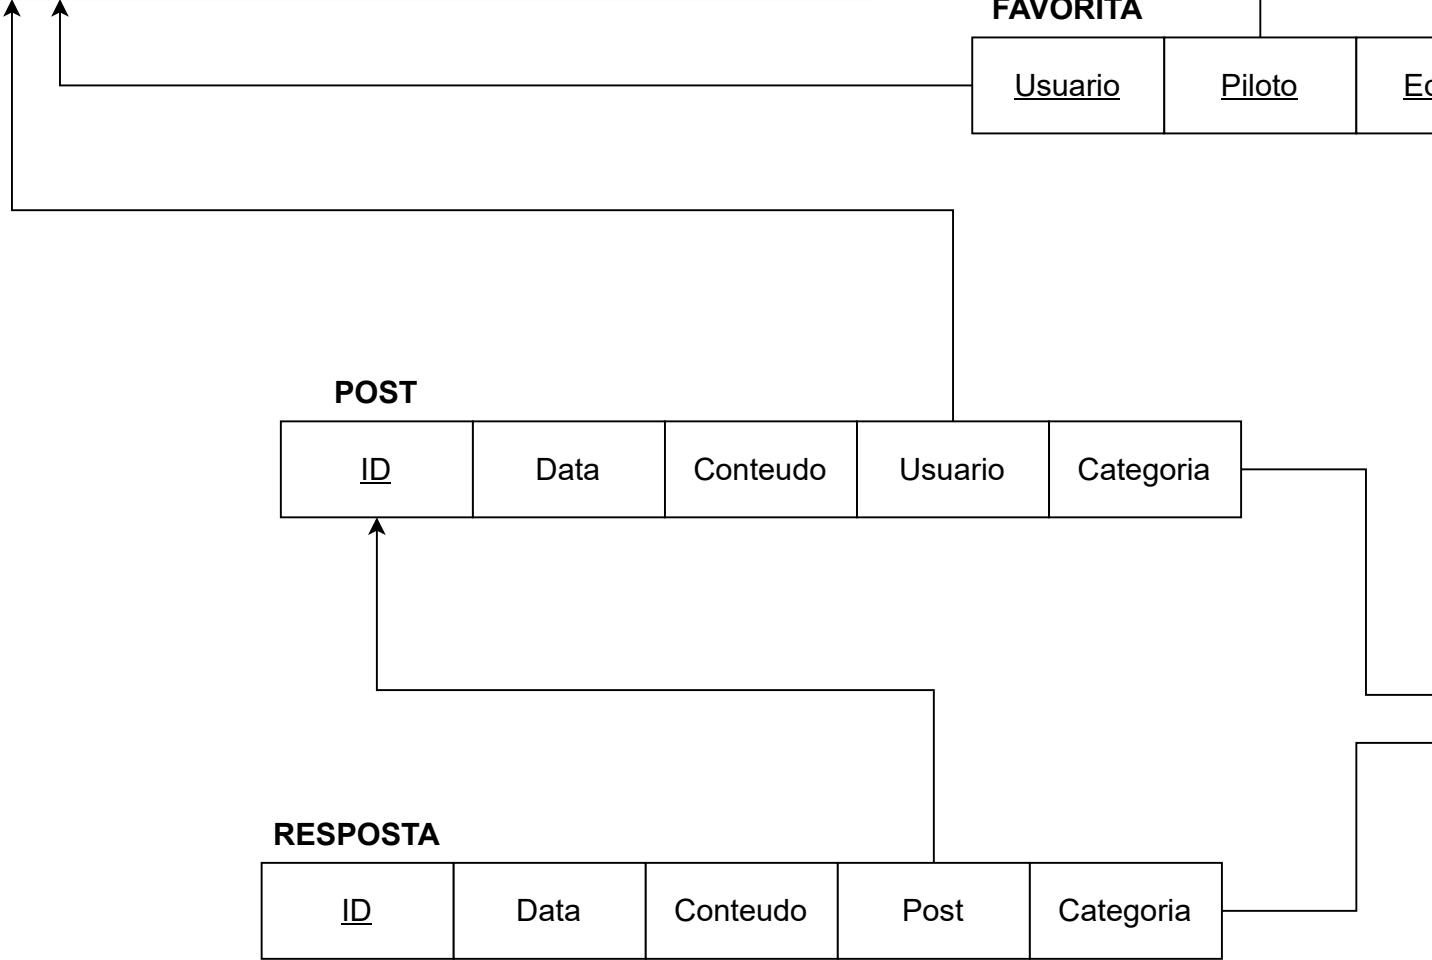 FAVORITA
Usuario Piloto
POST
ID Data Conteudo Usuario Categoria
RESPOSTA
ID Data Conteudo Post Categoria